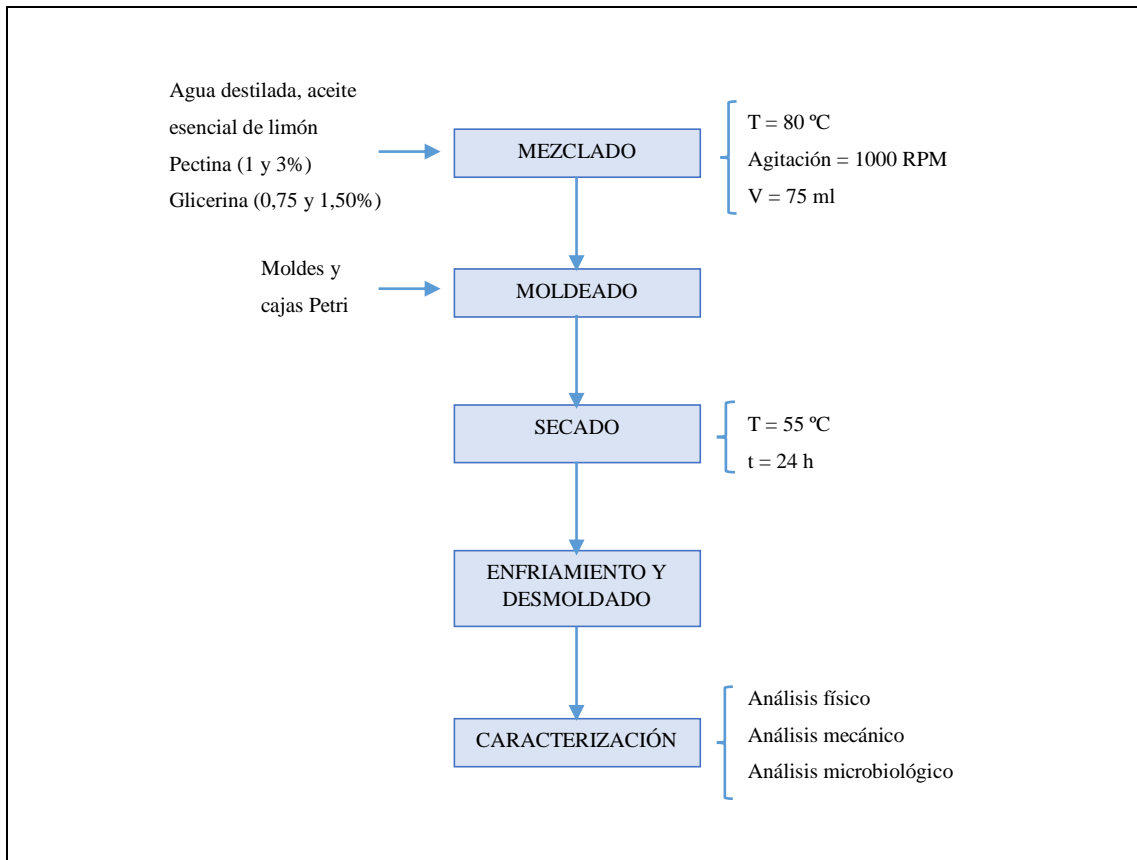 Agua destilada, aceite
esencial de limón
Pectina (1 y 3%)
Glicerina (0,75 y 1,50%)
MEZCLADO
T = 80 ºC
Agitación = 1000 RPM
V = 75 ml
Moldes y
cajas Petri
MOLDEADO
SECADO
T = 55 ºC
t = 24 h
ENFRIAMIENTO Y
DESMOLDADO
CARACTERIZACIÓN
Análisis físico
Análisis mecánico
Análisis microbiológico